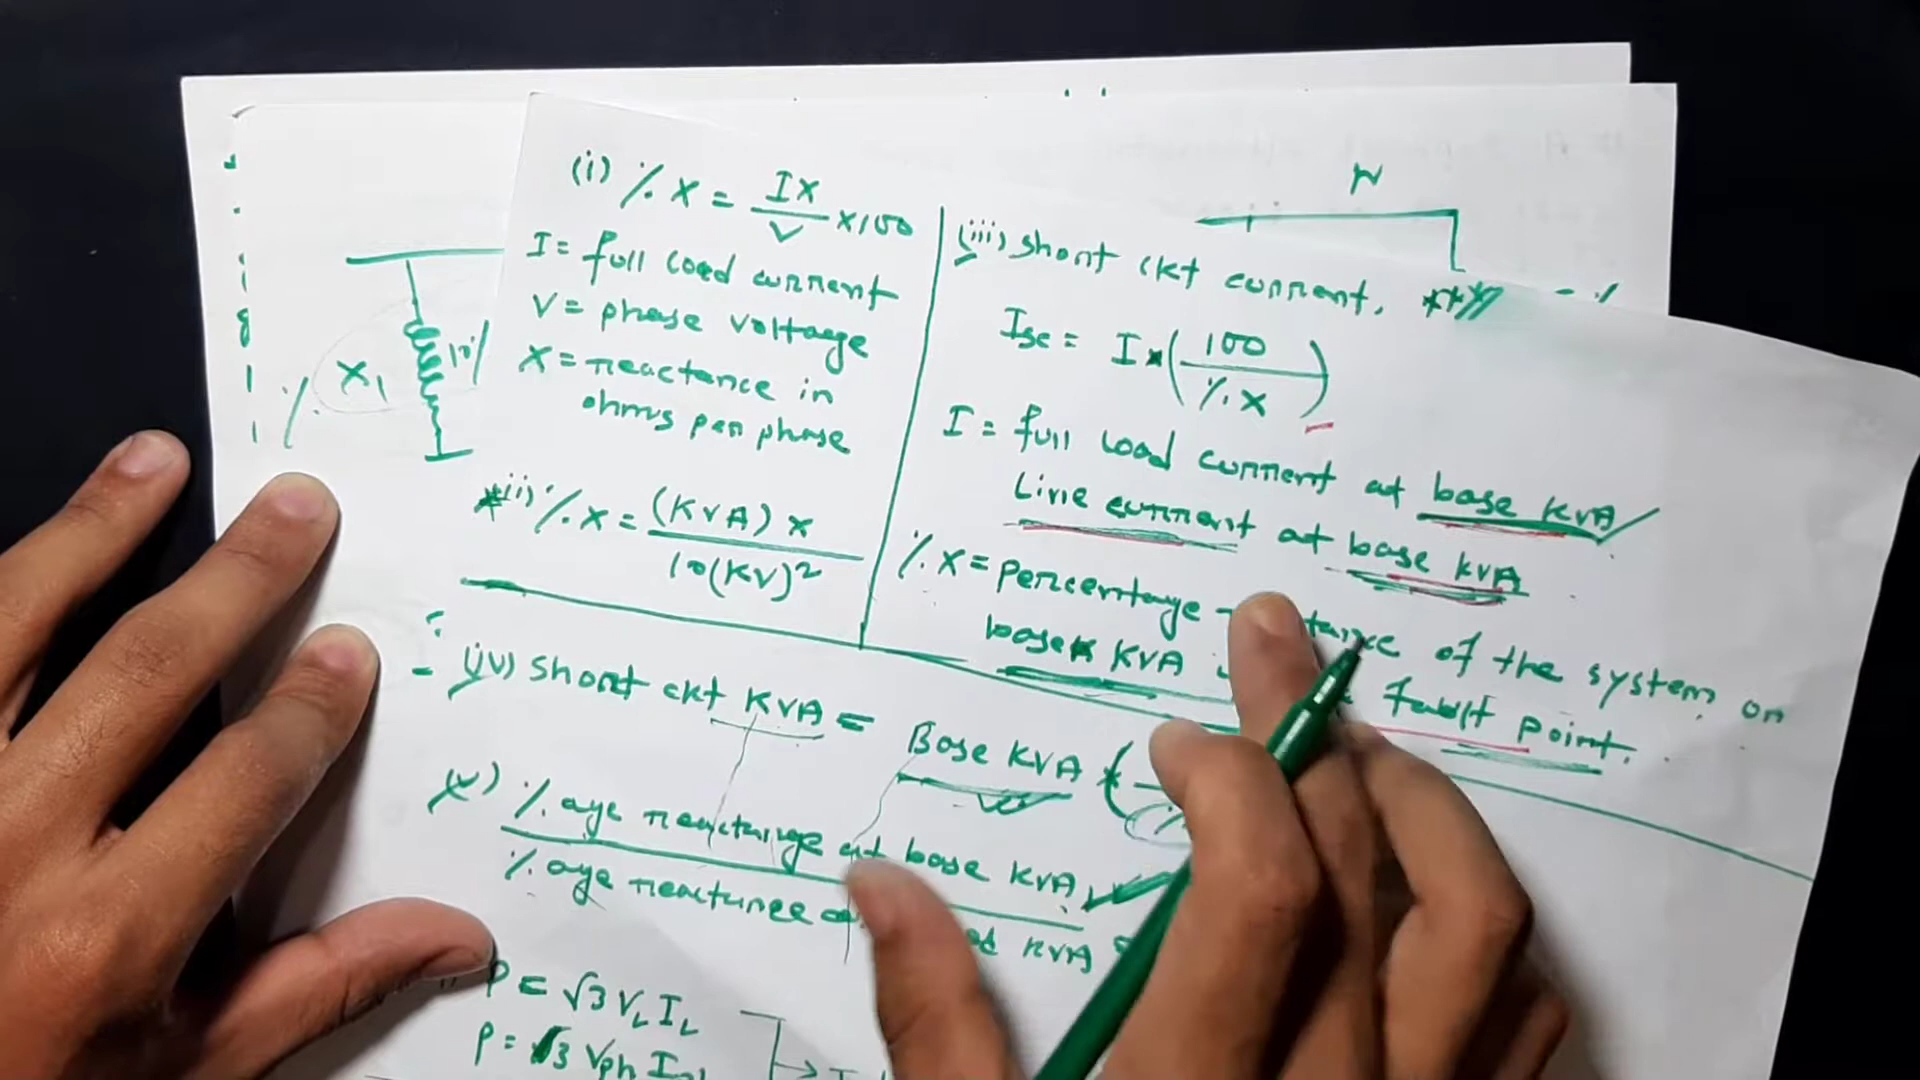 (i) % X = IX / V × 100
I = full load current
V = phase voltage
X = reactance in
ohms per phase
*(ii) % X = (KVA) X / 10(KV)²
(iii) short ckt current,
Isc = I × (100 / % X)
I = full load current at base KVA/
Line current at base KVA
% X = Percentage
of the system on
base KVA
fault point.
(iv) short ckt KVA = Base KVA * (
(v) % age reactance at base KVA
% age reactance
KVA
P = √3 VL IL
P = √3 Vph I
X1
10%
%
N